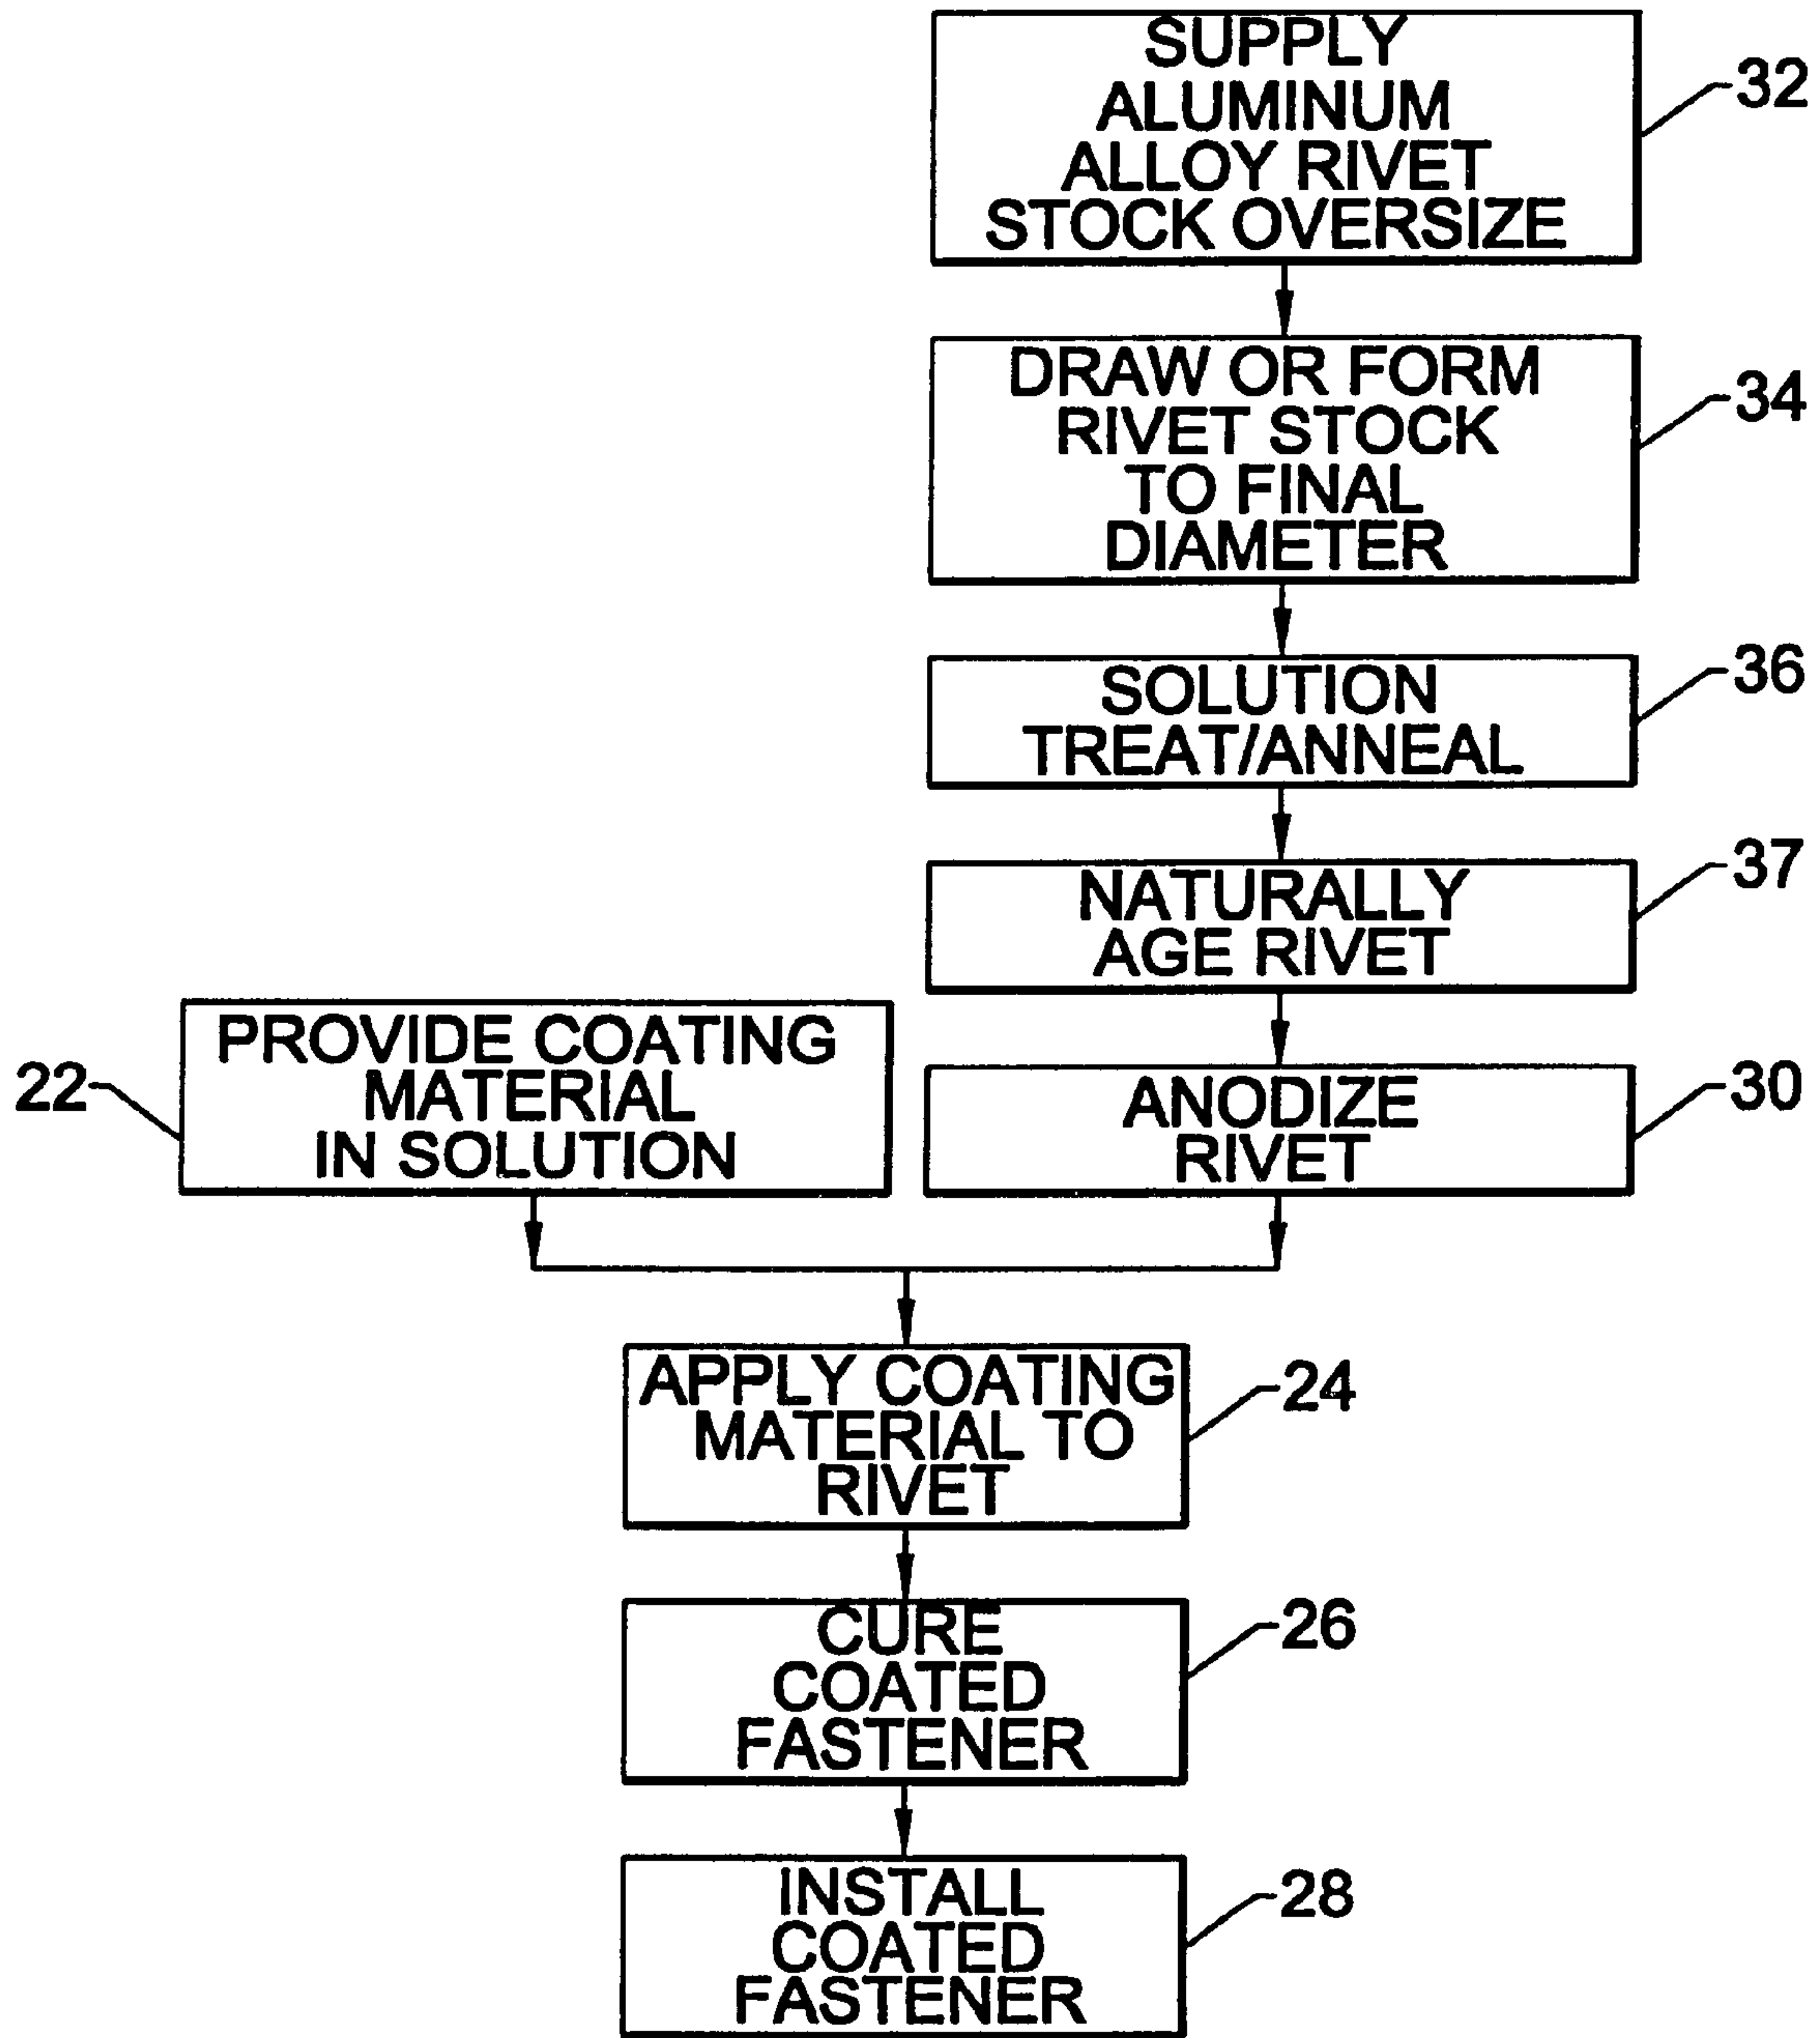 SUPPLY
ALUMINUM
ALLOY RIVET
STOCK OVERSIZE
32
DRAW OR FORM
RIVET STOCK
TO FINAL
DIAMETER
34
SOLUTION
TREAT/ANNEAL
36
NATURALLY
AGE RIVET
37
PROVIDE COATING
MATERIAL
IN SOLUTION
22
ANODIZE
RIVET
30
APPLY COATING
MATERIAL TO
RIVET
24
CURE
COATED
FASTENER
26
INSTALL
COATED
FASTENER
28